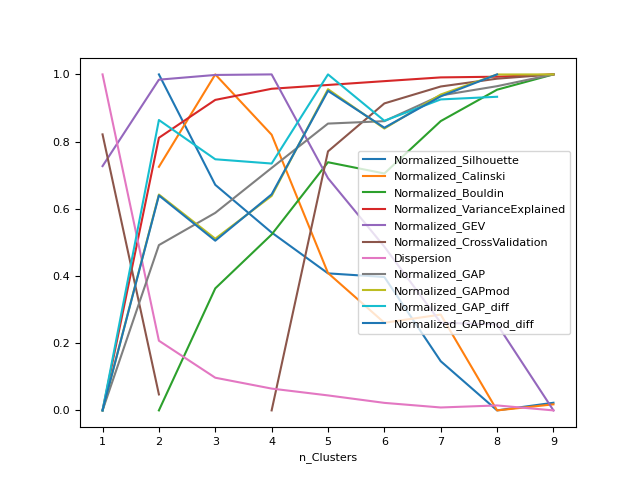 1.0
0.8
0.6
0.4
0.2
0.0
Normalized_Silhouette
Normalized_Calinski
Normalized_Bouldin
Normalized_VarianceExplained
Normalized_GEV
Normalized_CrossValidation
Dispersion
Normalized_GAP
Normalized_GAPmod
Normalized_GAP_diff
Normalized_GAPmod_diff
1 2 3 4 5 6 7 8 9
n_Clusters